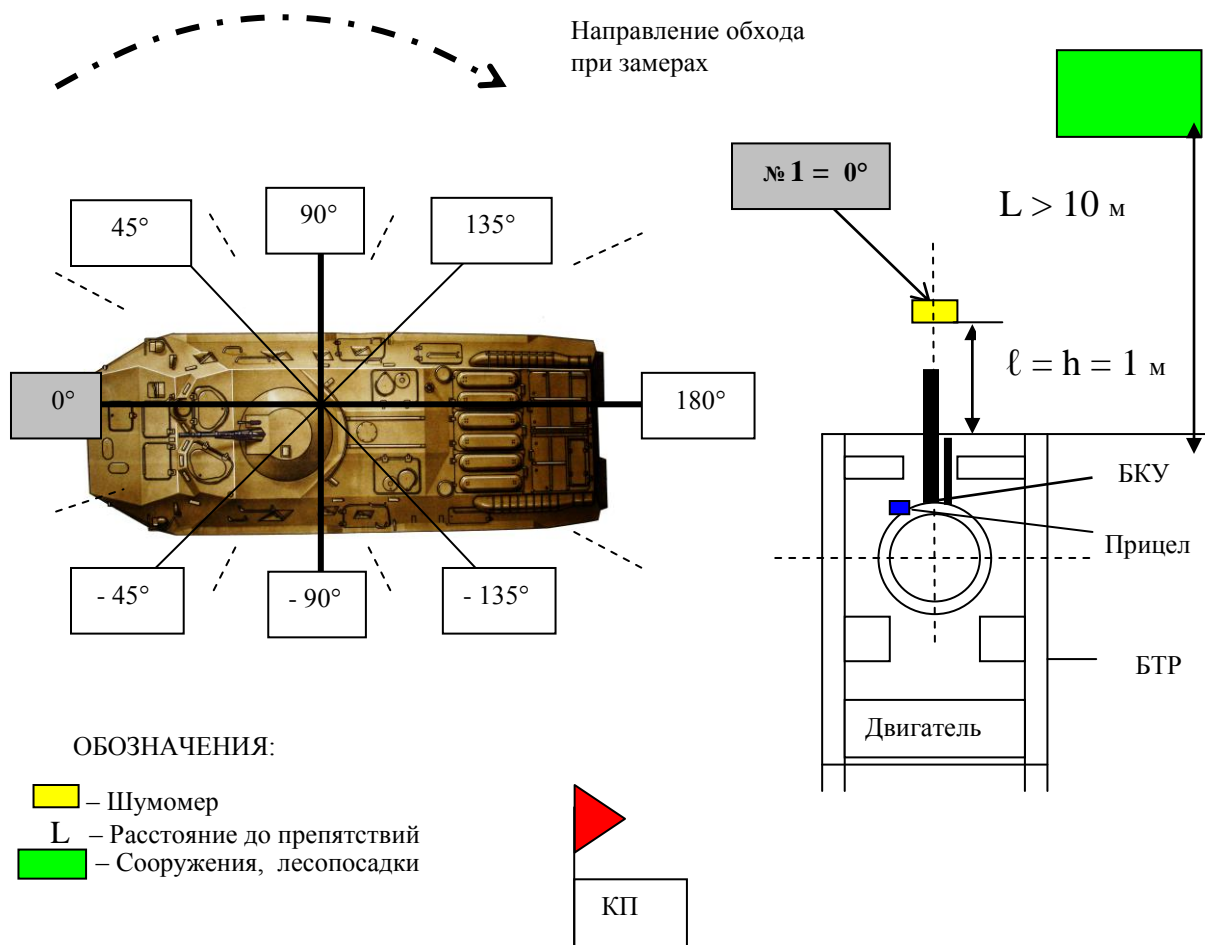 Направление обхода
при замерах
№ 1 = 0°
L > 10 м
45°
90°
135°
0°
180°
ℓ = h = 1 м
БКУ
Прицел
- 45°
- 90°
- 135°
БТР
Двигатель
ОБОЗНАЧЕНИЯ:
– Шумомер
L – Расстояние до препятствий
– Сооружения, лесопосадки
КП